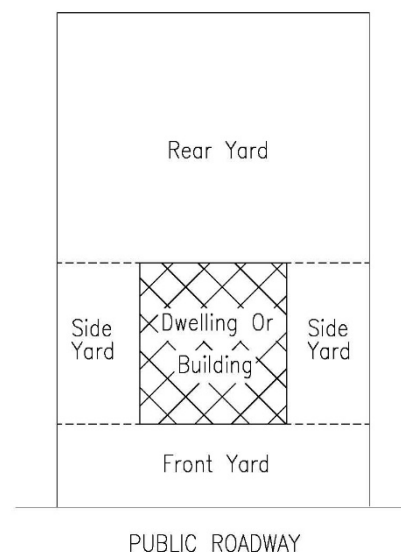 Rear Yard
Side
Yard
Dwelling Or
Building
Side
Yard
Front Yard
PUBLIC ROADWAY